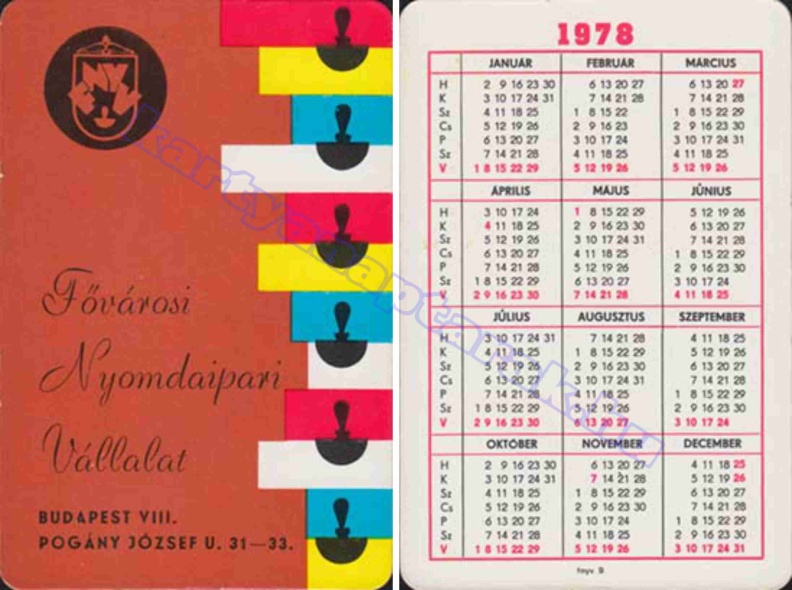 FNYV
Fővárosi
Nyomdaipari
Vállalat
BUDAPEST VIII.
POGÁNY JÓZSEF U. 31—33.
kartyanaptarak.hu
1978
JANUÁR FEBRUÁR MÁRCIUS
H 2 9 16 23 30 6 13 20 27 6 13 20 27
K 3 10 17 24 31 7 14 21 28 7 14 21 28
Sz 4 11 18 25 1 8 15 22 1 8 15 22 29
Cs 5 12 19 26 2 9 16 23 2 9 16 23 30
P 6 13 20 27 3 10 17 24 3 10 17 24 31
Sz 7 14 21 28 4 11 18 25 4 11 18 25
V 1 8 15 22 29 5 12 19 26 5 12 19 26
ÁPRILIS MÁJUS JÚNIUS
H 3 10 17 24 1 8 15 22 29 5 12 19 26
K 4 11 18 25 2 9 16 23 30 6 13 20 27
Sz 5 12 19 26 3 10 17 24 31 7 14 21 28
Cs 6 13 20 27 4 11 18 25 1 8 15 22 29
P 7 14 21 28 5 12 19 26 2 9 16 23 30
Sz 1 8 15 22 29 6 13 20 27 3 10 17 24
V 2 9 16 23 30 7 14 21 28 4 11 18 25
JÚLIUS AUGUSZTUS SZEPTEMBER
H 3 10 17 24 31 7 14 21 28 4 11 18 25
K 4 11 18 25 1 8 15 22 29 5 12 19 26
Sz 5 12 19 26 2 9 16 23 30 6 13 20 27
Cs 6 13 20 27 3 10 17 24 31 7 14 21 28
P 7 14 21 28 4 11 18 25 1 8 15 22 29
Sz 1 8 15 22 29 5 12 19 26 2 9 16 23 30
V 2 9 16 23 30 6 13 20 27 3 10 17 24
OKTÓBER NOVEMBER DECEMBER
H 2 9 16 23 30 6 13 20 27 4 11 18 25
K 3 10 17 24 31 7 14 21 28 5 12 19 26
Sz 4 11 18 25 1 8 15 22 29 6 13 20 27
Cs 5 12 19 26 2 9 16 23 30 7 14 21 28
P 6 13 20 27 3 10 17 24 1 8 15 22 29
Sz 7 14 21 28 4 11 18 25 2 9 16 23 30
V 1 8 15 22 29 5 12 19 26 3 10 17 24 31
fnyv 9